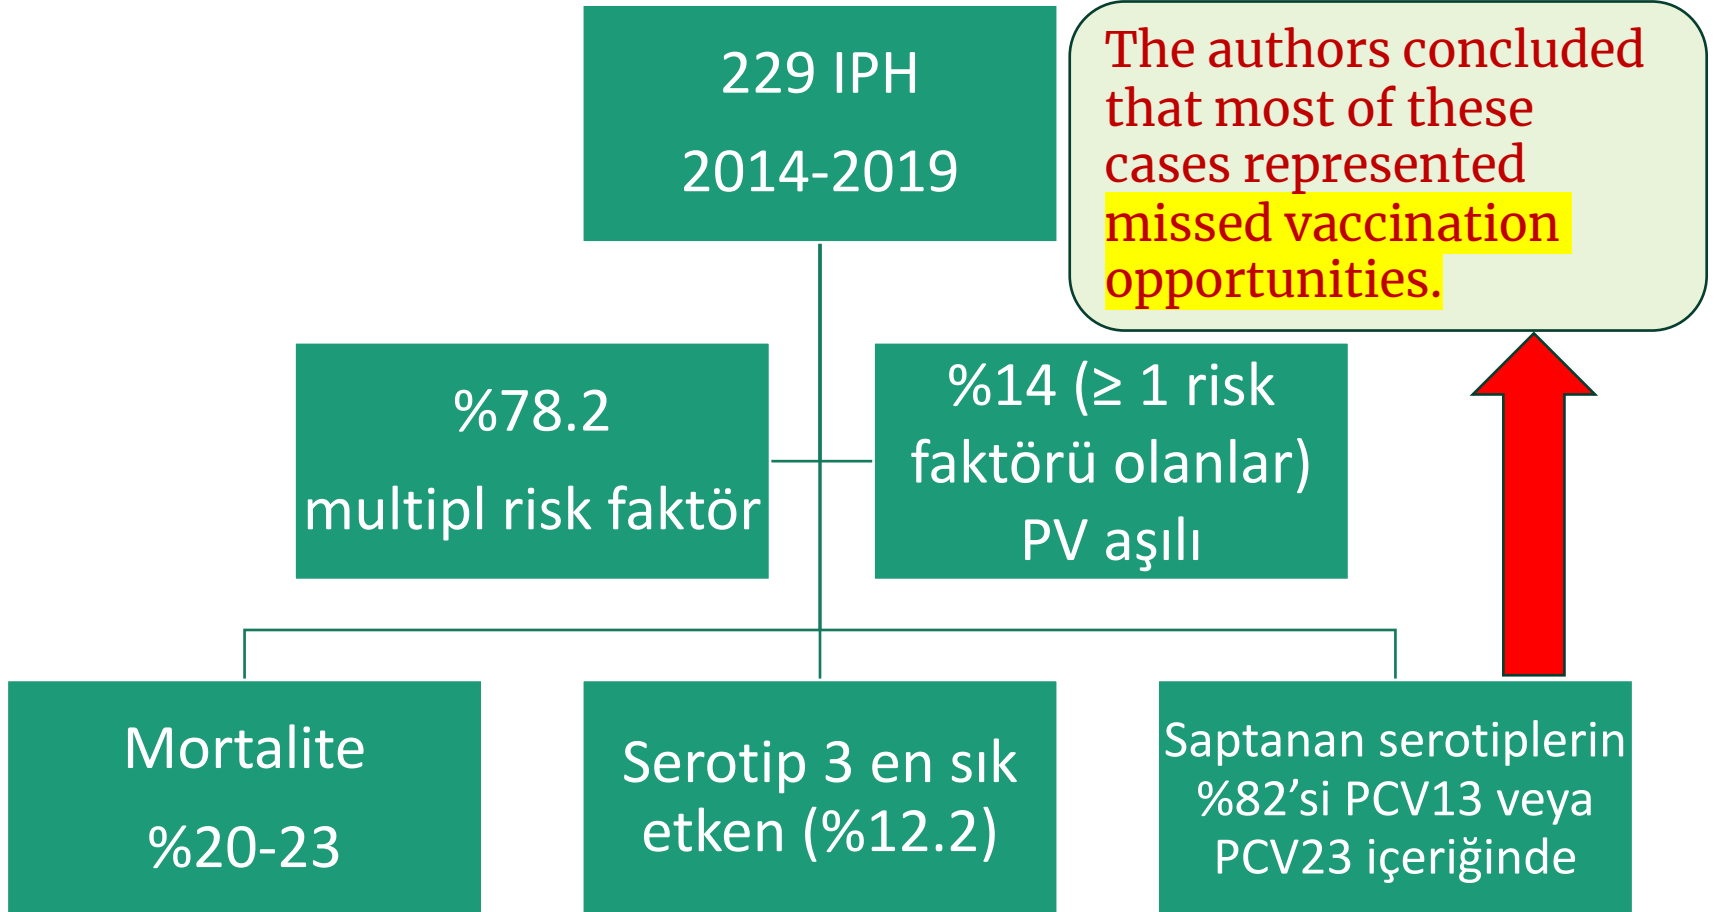 229 IPH
2014-2019
The authors concluded
that most of these
cases represented
missed vaccination
opportunities.
%78.2
multipl risk faktör
%14 (≥ 1 risk
faktörü olanlar)
PV aşılı
Mortalite
%20-23
Serotip 3 en sık
etken (%12.2)
Saptanan serotiplerin
%82’si PCV13 veya
PCV23 içeriğinde